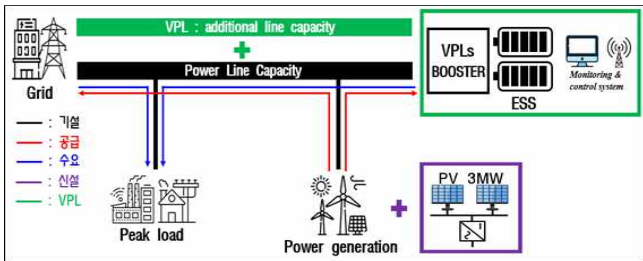 VPL : additional line capacity
+
Power Line Capacity
Grid
VPLs
BOOSTER
ESS
Monitoring &
control system
: 기설
: 공급
: 수요
: 신설
: VPL
Peak load
Power generation
+
PV 3MW